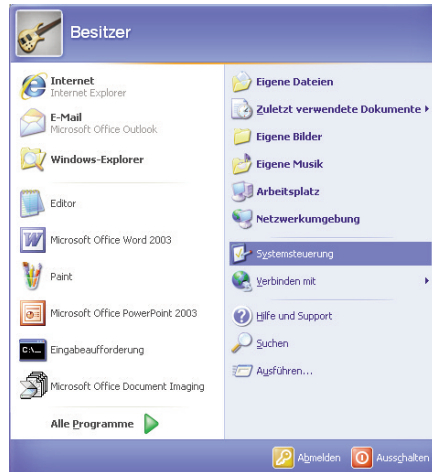 Besitzer
Internet
Internet Explorer
E-Mail
Microsoft Office Outlook
Windows-Explorer
Editor
Microsoft Office Word 2003
Paint
Microsoft Office PowerPoint 2003
C:\_
Eingabeaufforderung
Microsoft Office Document Imaging
Alle Programme
Eigene Dateien
Zuletzt verwendete Dokumente
Eigene Bilder
Eigene Musik
Arbeitsplatz
Netzwerkumgebung
Systemsteuerung
Verbinden mit
Hilfe und Support
Suchen
Ausführen...
Abmelden
Ausschalten